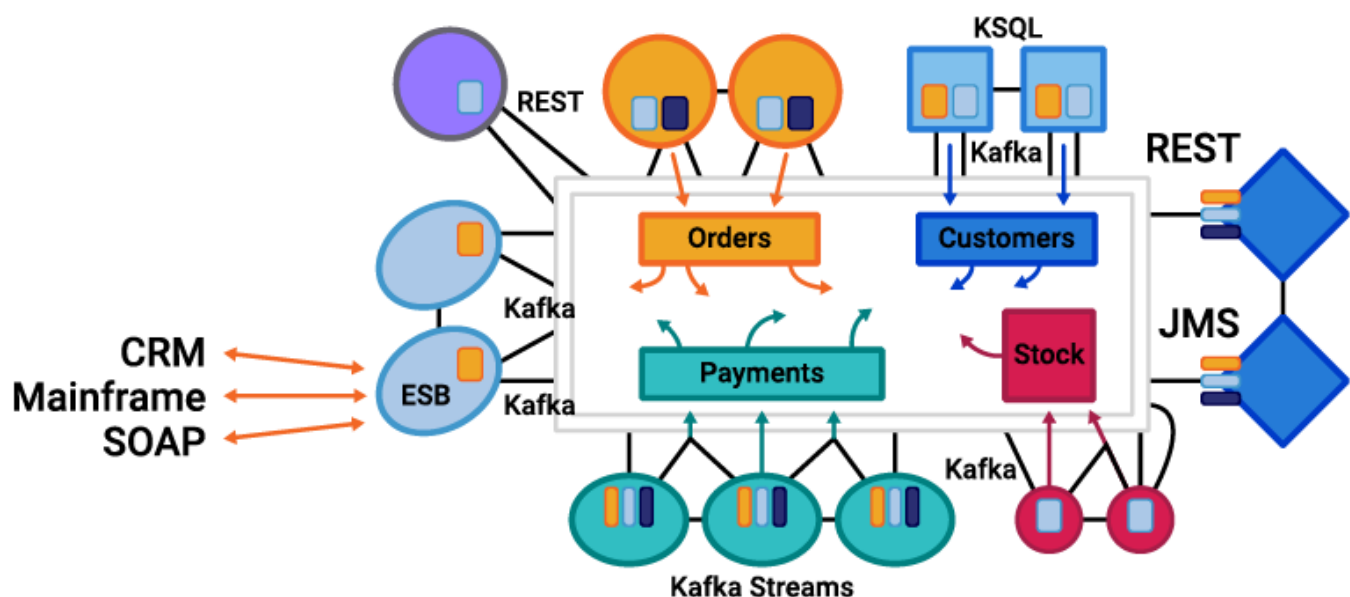 KSQL
REST
Kafka
REST
Orders
Customers
Kafka
JMS
CRM
Mainframe
SOAP
ESB
Kafka
Payments
Stock
Kafka
Kafka Streams